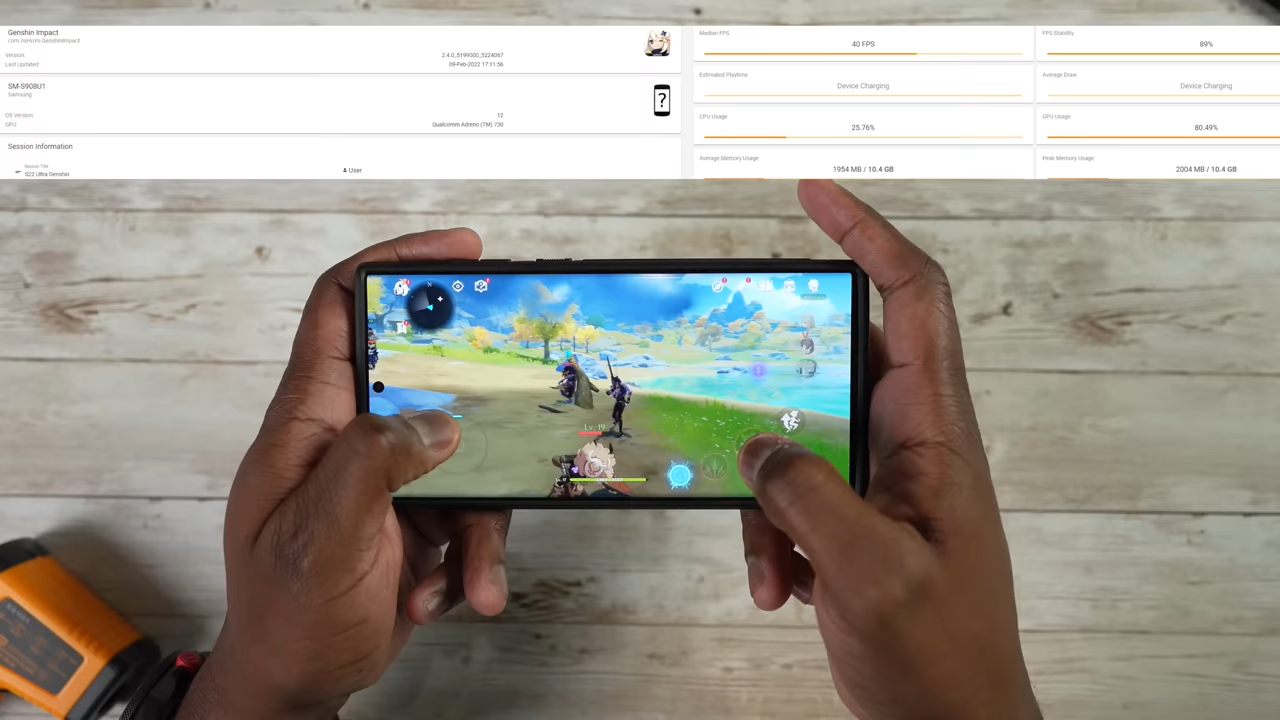 Genshin Impact
com.miHoYo.GenshinImpact
Version: 2.4.0_5199000_5224067
Last Updated: 09-Feb-2022 17:11:56
SM-S908U1
Samsung
OS Version: 12
GPU Qualcomm Adreno (TM) 730
Session Information
Session Title
S22 Ultra Genshin
User
Median FPS
40 FPS
FPS Stability
89%
Estimated Playtime
Device Charging
Average Draw
Device Charging
CPU Usage
25.76%
GPU Usage
80.49%
Average Memory Usage
1954 MB / 10.4 GB
Peak Memory Usage
2004 MB / 10.4 GB
N
Lv. 19